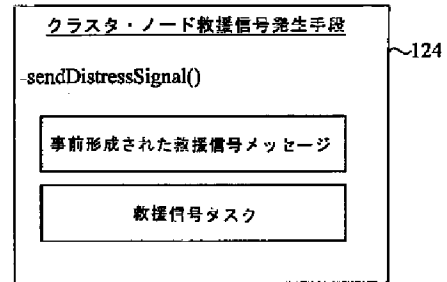 クラスタ・ノード救援信号発生手段
124
-sendDistressSignal()
事前形成された救援信号メッセージ
救援信号タスク